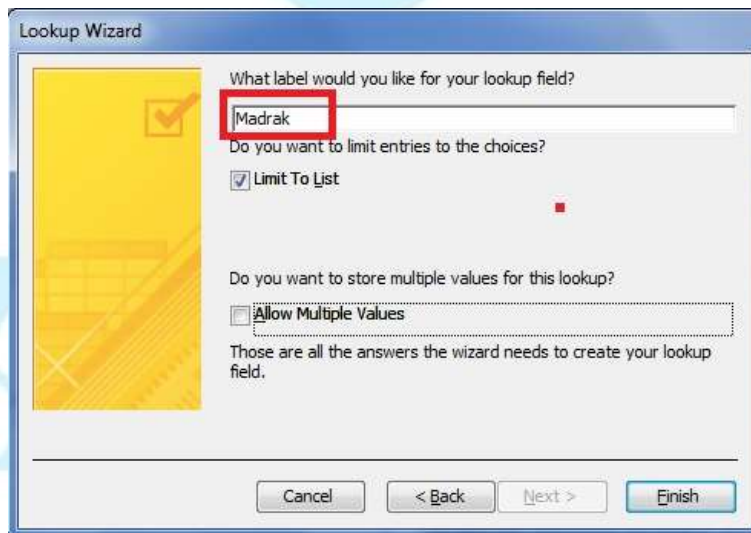 Lookup Wizard
What label would you like for your lookup field?
Madrak
Do you want to limit entries to the choices?
Limit To List
Do you want to store multiple values for this lookup?
Allow Multiple Values
Those are all the answers the wizard needs to create your lookup
field.
Cancel
< Back
Next >
Finish